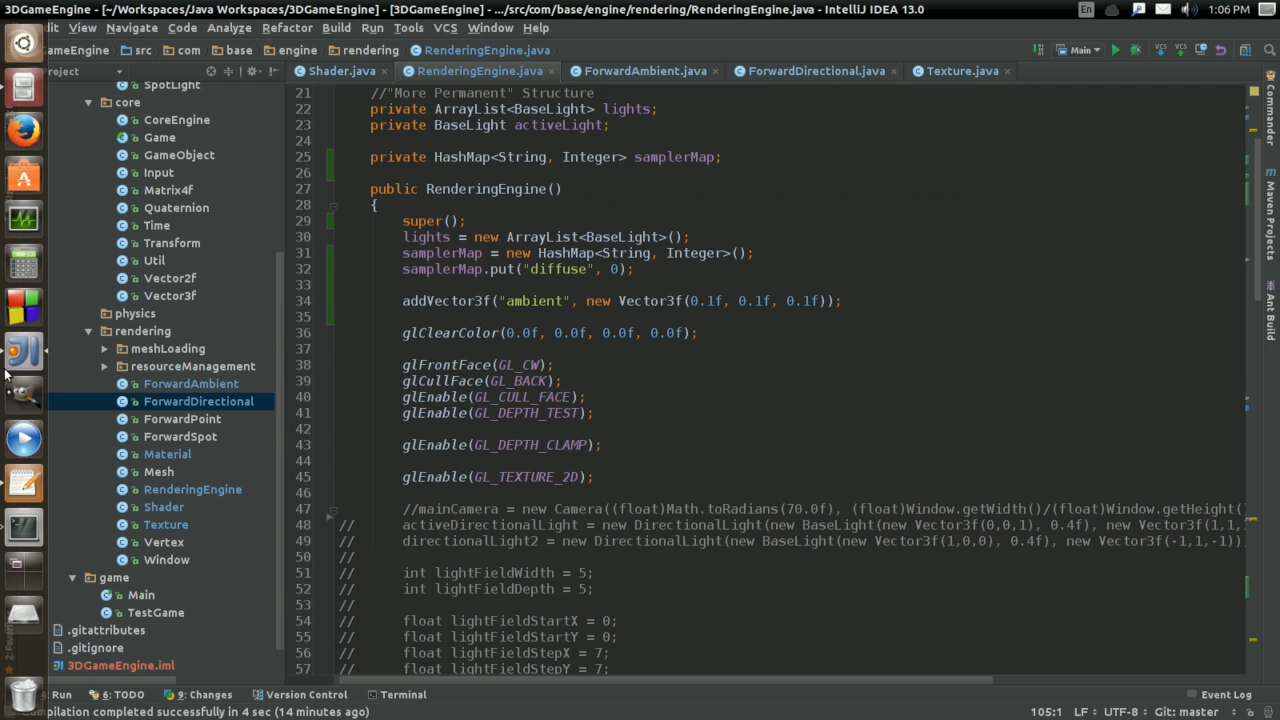 3DGameEngine - [~/Workspaces/Java Workspaces/3DGameEngine] - [3DGameEngine] - .../src/com/base/engine/rendering/RenderingEngine.java - IntelliJ IDEA 13.0
En
1:06 PM
dit View Navigate Code Analyze Refactor Build Run Tools VCS Window Help
GameEngine src com base engine rendering RenderingEngine.java
Main
roject
Shader.java RenderingEngine.java ForwardAmbient.java ForwardDirectional.java Texture.java
SpotLight
core
CoreEngine
Game
GameObject
Input
Matrix4f
Quaternion
Time
Transform
Util
Vector2f
Vector3f
physics
rendering
meshLoading
resourceManagement
ForwardAmbient
ForwardDirectional
ForwardPoint
ForwardSpot
Material
Mesh
RenderingEngine
Shader
Texture
Vertex
Window
game
Main
TestGame
.gitattributes
.gitignore
3DGameEngine.iml
21 //"More Permanent" Structure
22 private ArrayList<BaseLight> lights;
23 private BaseLight activeLight;
24
25 private HashMap<String, Integer> samplerMap;
26
27 public RenderingEngine()
28 {
29 super();
30 lights = new ArrayList<BaseLight>();
31 samplerMap = new HashMap<String, Integer>();
32 samplerMap.put("diffuse", 0);
33
34 addVector3f("ambient", new Vector3f(0.1f, 0.1f, 0.1f));
35
36 glClearColor(0.0f, 0.0f, 0.0f, 0.0f);
37
38 glFrontFace(GL_CW);
39 glCullFace(GL_BACK);
40 glEnable(GL_CULL_FACE);
41 glEnable(GL_DEPTH_TEST);
42
43 glEnable(GL_DEPTH_CLAMP);
44
45 glEnable(GL_TEXTURE_2D);
46
47 //mainCamera = new Camera((float)Math.toRadians(70.0f), (float)Window.getWidth()/(float)Window.getHeight(
48 // activeDirectionalLight = new DirectionalLight(new BaseLight(new Vector3f(0,0,1), 0.4f), new Vector3f(1,1,
49 // directionalLight2 = new DirectionalLight(new BaseLight(new Vector3f(1,0,0), 0.4f), new Vector3f(-1,1,-1))
50 //
51 // int lightFieldWidth = 5;
52 // int lightFieldDepth = 5;
53 //
54 // float lightFieldStartX = 0;
55 // float lightFieldStartY = 0;
56 // float lightFieldStepX = 7;
57 // float lightFieldStepY = 7;
Commander
Maven Projects
Ant Build
2: Favori
4: Run 6: TODO 9: Changes Version Control Terminal Event Log
ompilation completed successfully in 4 sec (14 minutes ago) 105:1 LF UTF-8 Git: master